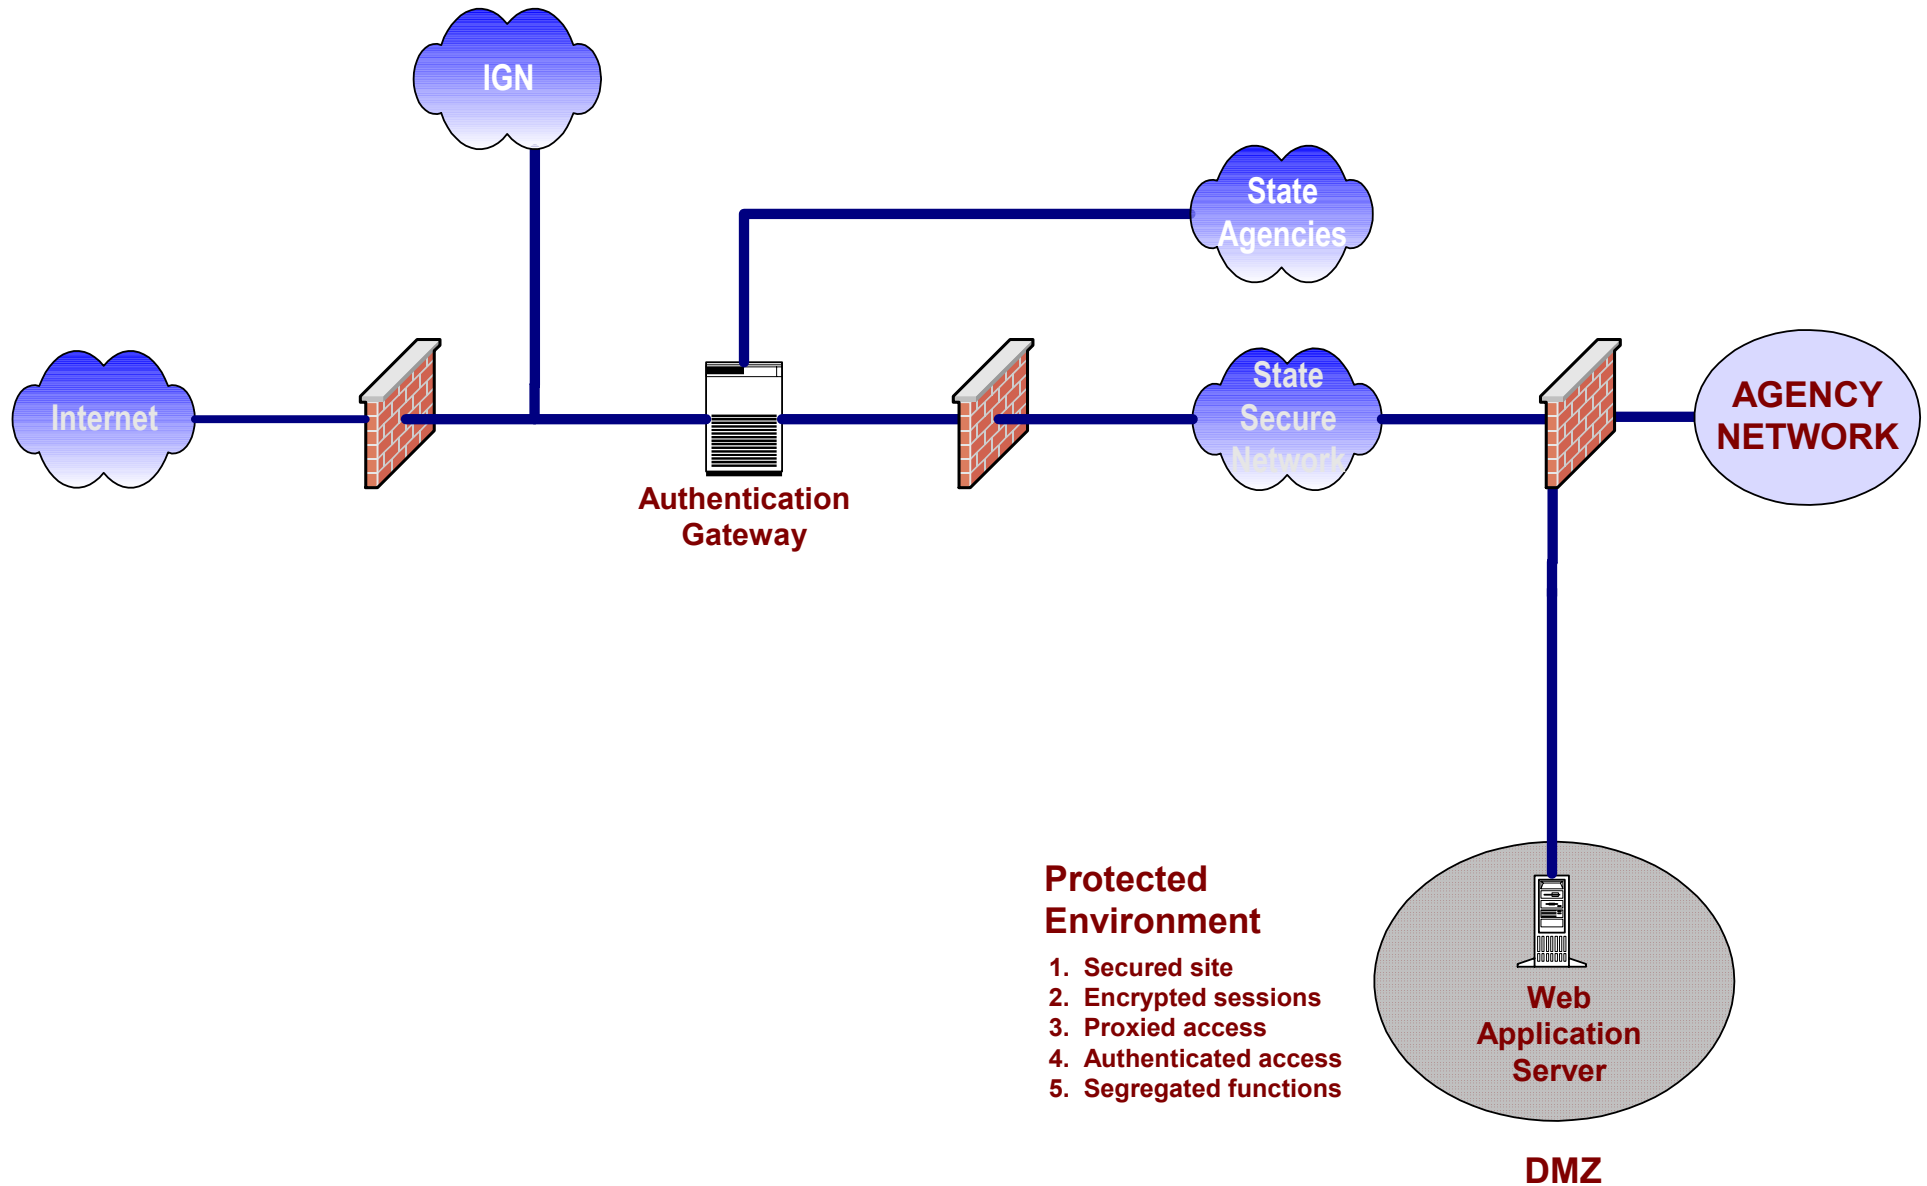 IGN
State
Agencies
Internet
State
Secure
Network
AGENCY
NETWORK
Authentication
Gateway
Protected
Environment
1. Secured site
2. Encrypted sessions
3. Proxied access
4. Authenticated access
5. Segregated functions
Web
Application
Server
DMZ